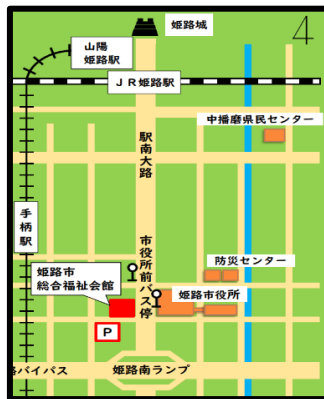 姫路城
山陽
姫路駅
JR姫路駅
中播磨県民センター
駅南大路
手柄駅
市役所前バス停
防災センター
姫路市
総合福祉会館
姫路市役所
P
姫路南ランプ
路バイパス